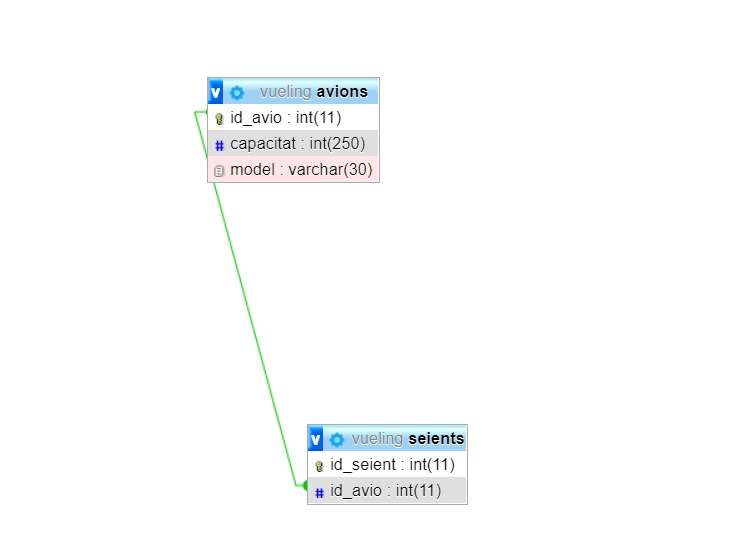 v vueling avions
id_avio : int(11)
# capacitat : int(250)
model : varchar(30)
v vueling seients
id_seient : int(11)
# id_avio : int(11)